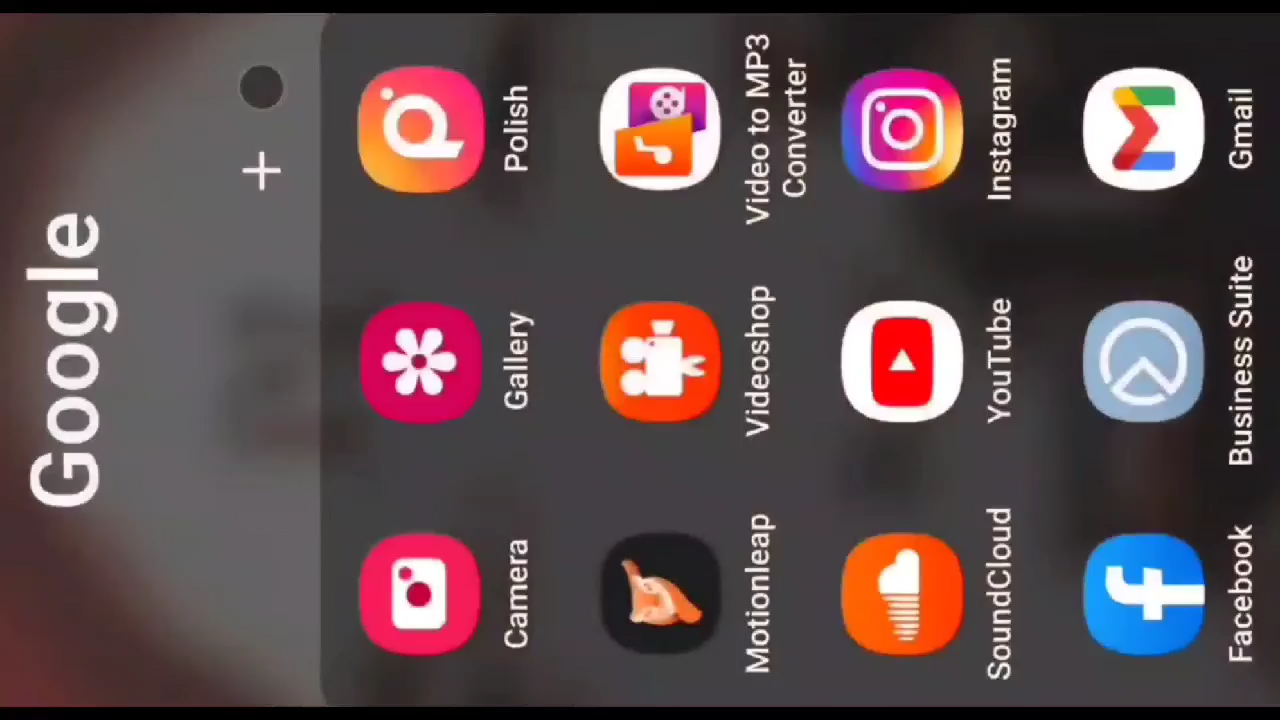 Google
Camera
Gallery
Polish
Motionleap
Videoshop
Video to MP3
Converter
SoundCloud
YouTube
Instagram
Facebook
Business Suite
Gmail